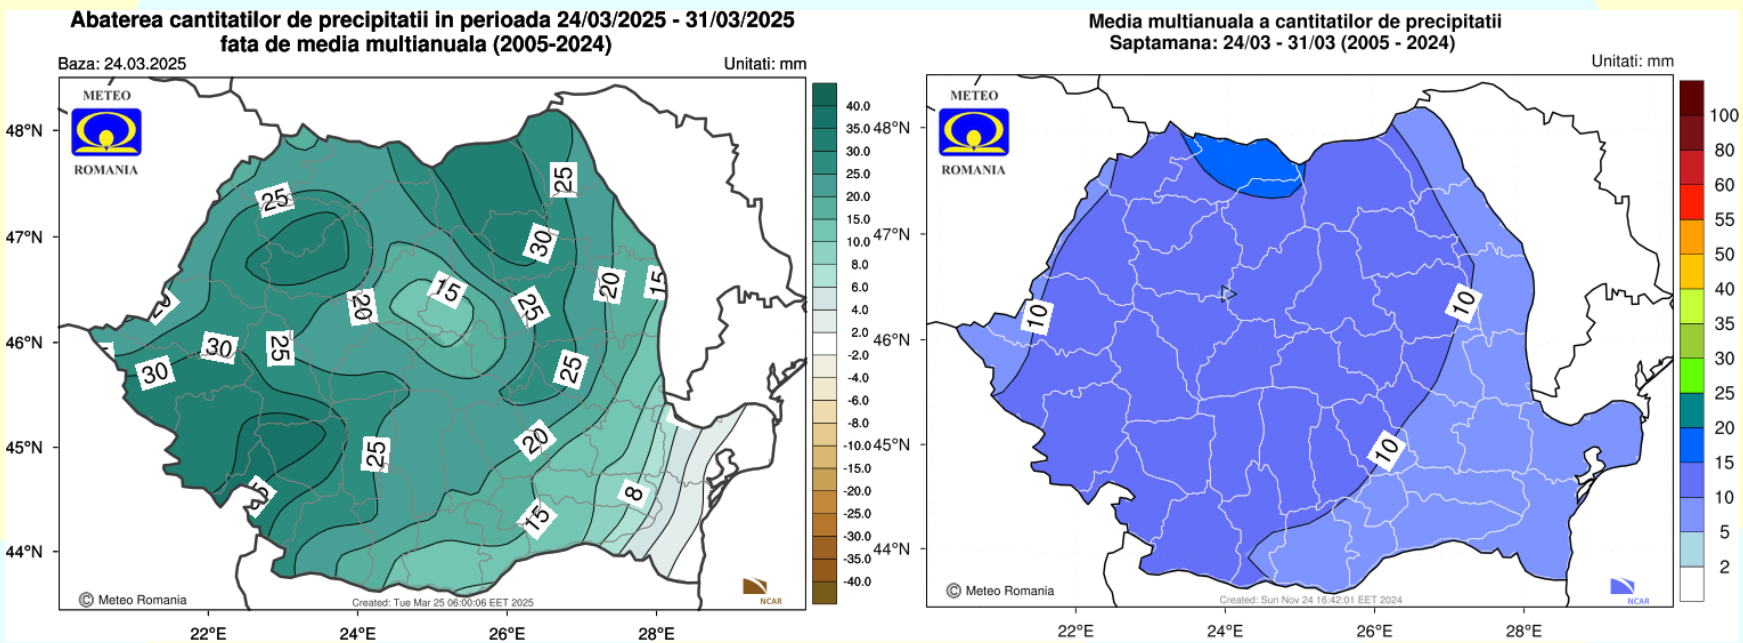 Abaterea cantitatilor de precipitatii in perioada 24/03/2025 - 31/03/2025
fata de media multianuala (2005-2024)
Baza: 24.03.2025
Unitati: mm
METEO
ROMANIA
48°N
47°N
46°N
45°N
44°N
22°E
24°E
26°E
28°E
25
25
30
20
15
15
20
25
30
25
30
25
25
20
15
8
40.0
35.0
30.0
25.0
20.0
15.0
10.0
8.0
6.0
4.0
2.0
-2.0
-4.0
-6.0
-8.0
-10.0
-15.0
-20.0
-25.0
-30.0
-35.0
-40.0
© Meteo Romania
Created: Tue Mar 25 06:00:06 EET 2025
NCAR
Media multianuala a cantitatilor de precipitatii
Saptamana: 24/03 - 31/03 (2005 - 2024)
Unitati: mm
METEO
ROMANIA
48°N
47°N
46°N
45°N
44°N
22°E
24°E
26°E
28°E
10
10
10
100
80
60
55
50
40
35
30
25
20
15
10
5
2
© Meteo Romania
Created: Sun Nov 24 16:42:01 EET 2024
NCAR